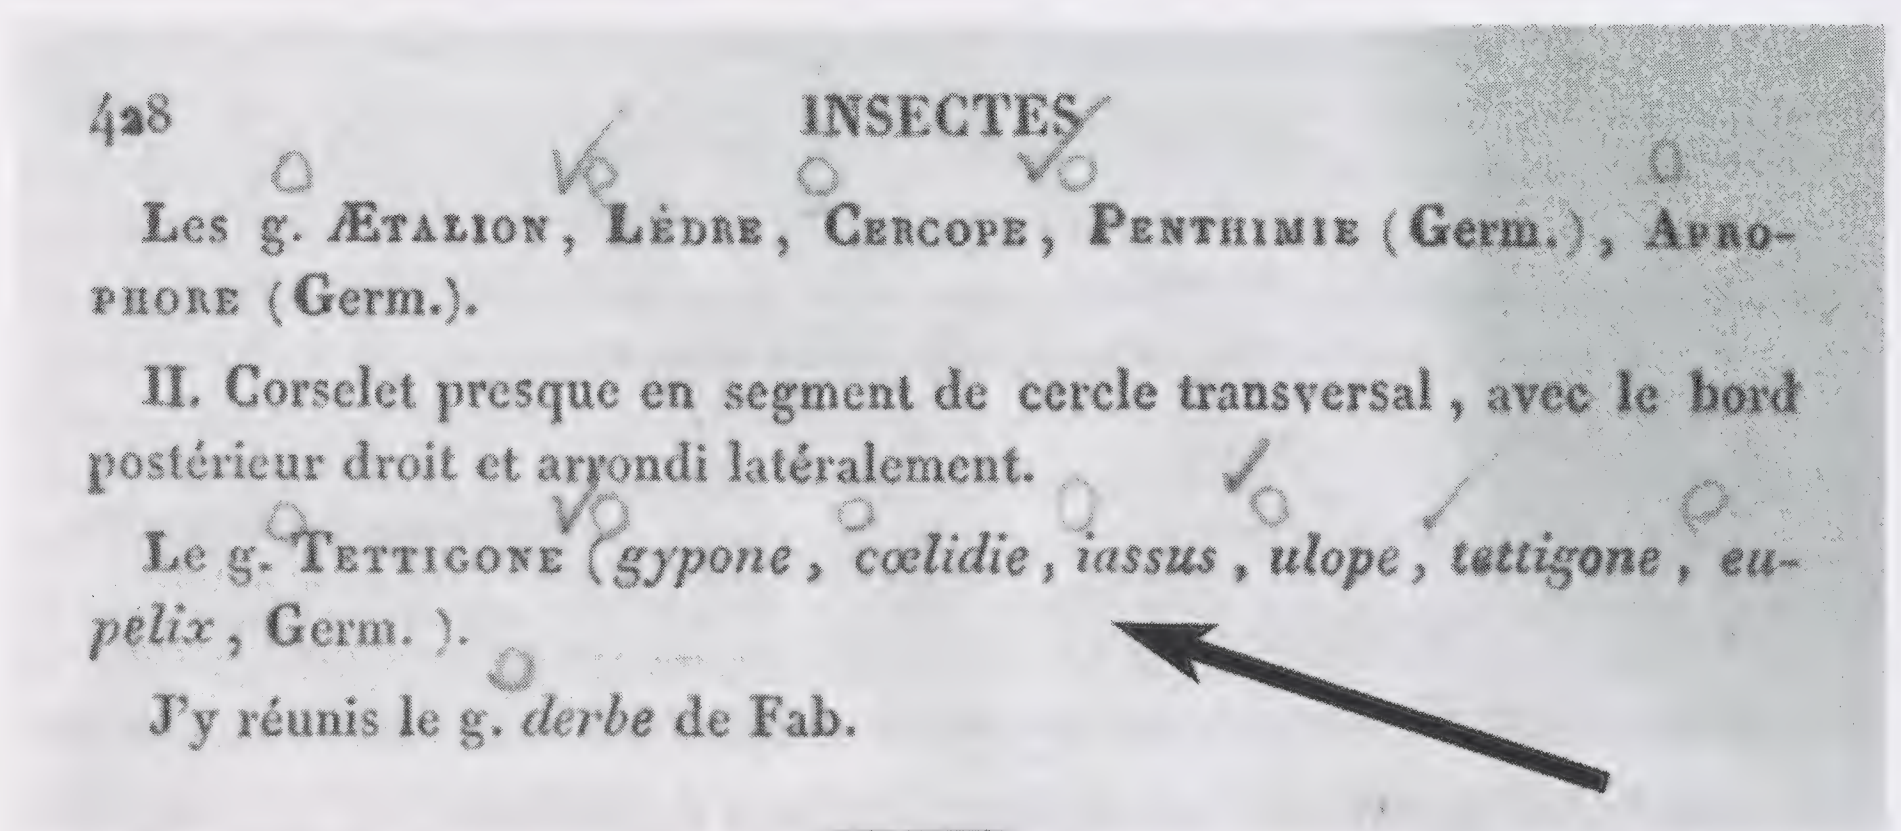 428 INSECTES
Les g. ÆTALION, LÈDRE, CERCOPE, PENTHIMIE (Germ.), APRO-
PHORE (Germ.).
II. Corselet presque en segment de cercle transversal, avec le bord
postérieur droit et arrondi latéralement.
Le g. TETTIGONE (gypone, cœlidie, iassus, ulope, tettigone, eu-
pelix, Germ. ).
J'y réunis le g. derbe de Fab.